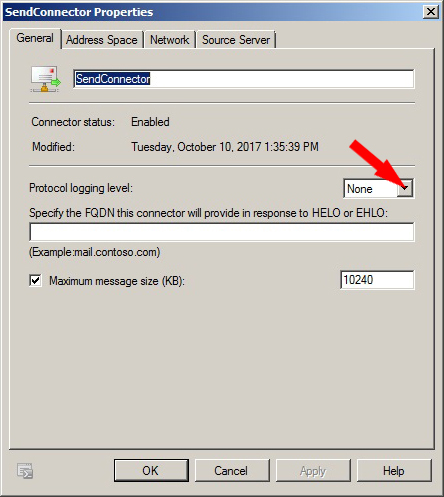 SendConnector Properties
General
Address Space
Network
Source Server
SendConnector
Connector status: Enabled
Modified: Tuesday, October 10, 2017 1:35:39 PM
Protocol logging level: None
Specify the FQDN this connector will provide in response to HELO or EHLO:
(Example:mail.contoso.com)
Maximum message size (KB): 10240
OK
Cancel
Apply
Help